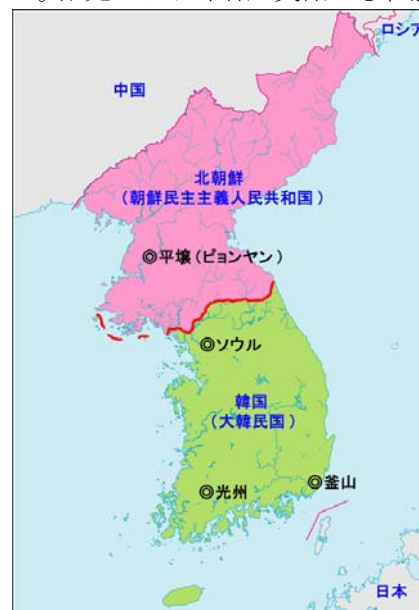 ロシア
中国
北朝鮮
(朝鮮民主主義人民共和国)
◎平壌(ピョンヤン)
◎ソウル
韓国
(大韓民国)
◎釜山
◎光州
日本